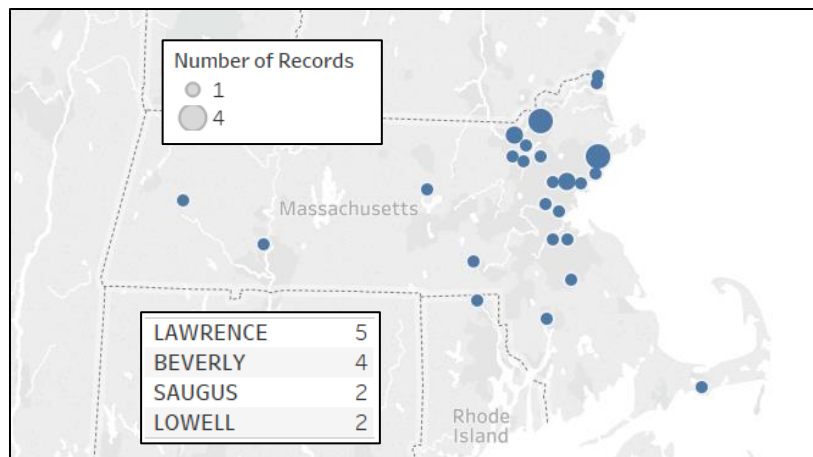 Number of Records
1
4
Massachusetts
LAWRENCE 5
BEVERLY 4
SAUGUS 2
LOWELL 2
Rhode
Island